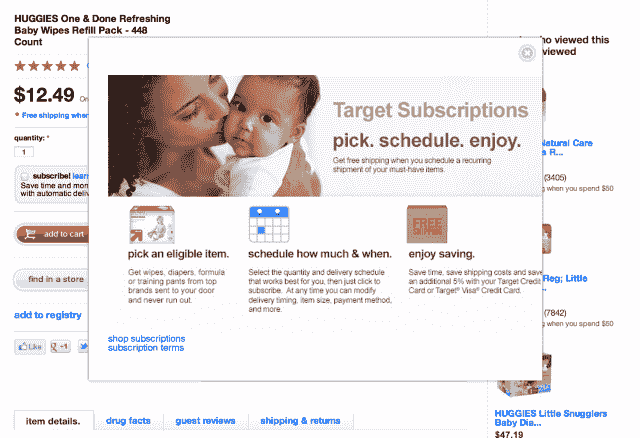 HUGGIES One & Done Refreshing
Baby Wipes Refill Pack - 448
Count
$12.49
Free shipping when
quantity: *
1
subscribe! learn
Save time and mon
with automatic deliv
add to cart
find in a store
add to registry
Like
+1
Target Subscriptions
pick. schedule. enjoy.
Get free shipping when you schedule a recurring
shipment of your must-have items.
FREE
pick an eligible item.
Get wipes, diapers, formula
or training pants from top
brands sent to your door
and never run out.
schedule how much & when.
Select the quantity and delivery schedule
that works best for you, then just click to
subscribe. At any time you can modify
delivery timing, item size, payment method,
and more.
enjoy saving.
Save time, save shipping costs and save
an additional 5% with your Target Credit
Card or Target® Visa® Credit Card.
shop subscriptions
subscription terms
ho viewed this
viewed
Natural Care
a R...
(3405)
g when you spend $50
Reg; Little
(7842)
g when you spend $50
HUGGIES Little Snugglers
Baby Dia...
$47.19
item details.
drug facts
guest reviews
shipping & returns